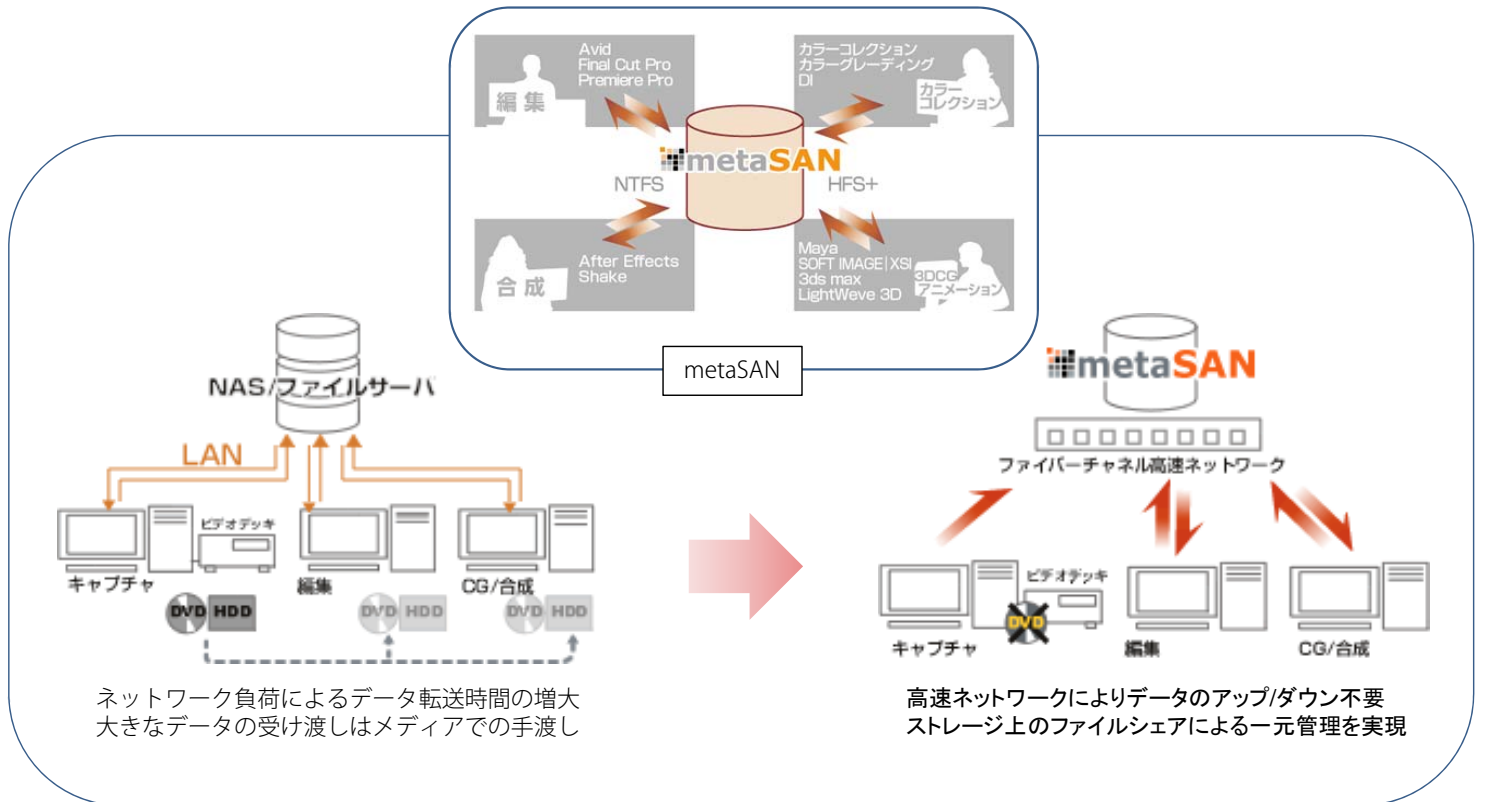 Avid
Final Cut Pro
Premiere Pro
編集
カラーコレクション
カラーグレーディング
DI
カラー
コレクション
metaSAN
NTFS
HFS+
After Effects
Shake
合成
Maya
SOFT IMAGE|XSI
3ds max
LightWeve 3D
3DCG
アニメーション
metaSAN
NAS/ファイルサーバ
LAN
ビデオデッキ
キャプチャ
編集
CG/合成
DVD HDD
DVD HDD
DVD HDD
ネットワーク負荷によるデータ転送時間の増大
大きなデータの受け渡しはメディアでの手渡し
metaSAN
ファイバーチャネル高速ネットワーク
ビデオデッキ
DVD
キャプチャ
編集
CG/合成
高速ネットワークによりデータのアップ/ダウン不要
ストレージ上のファイルシェアによる一元管理を実現